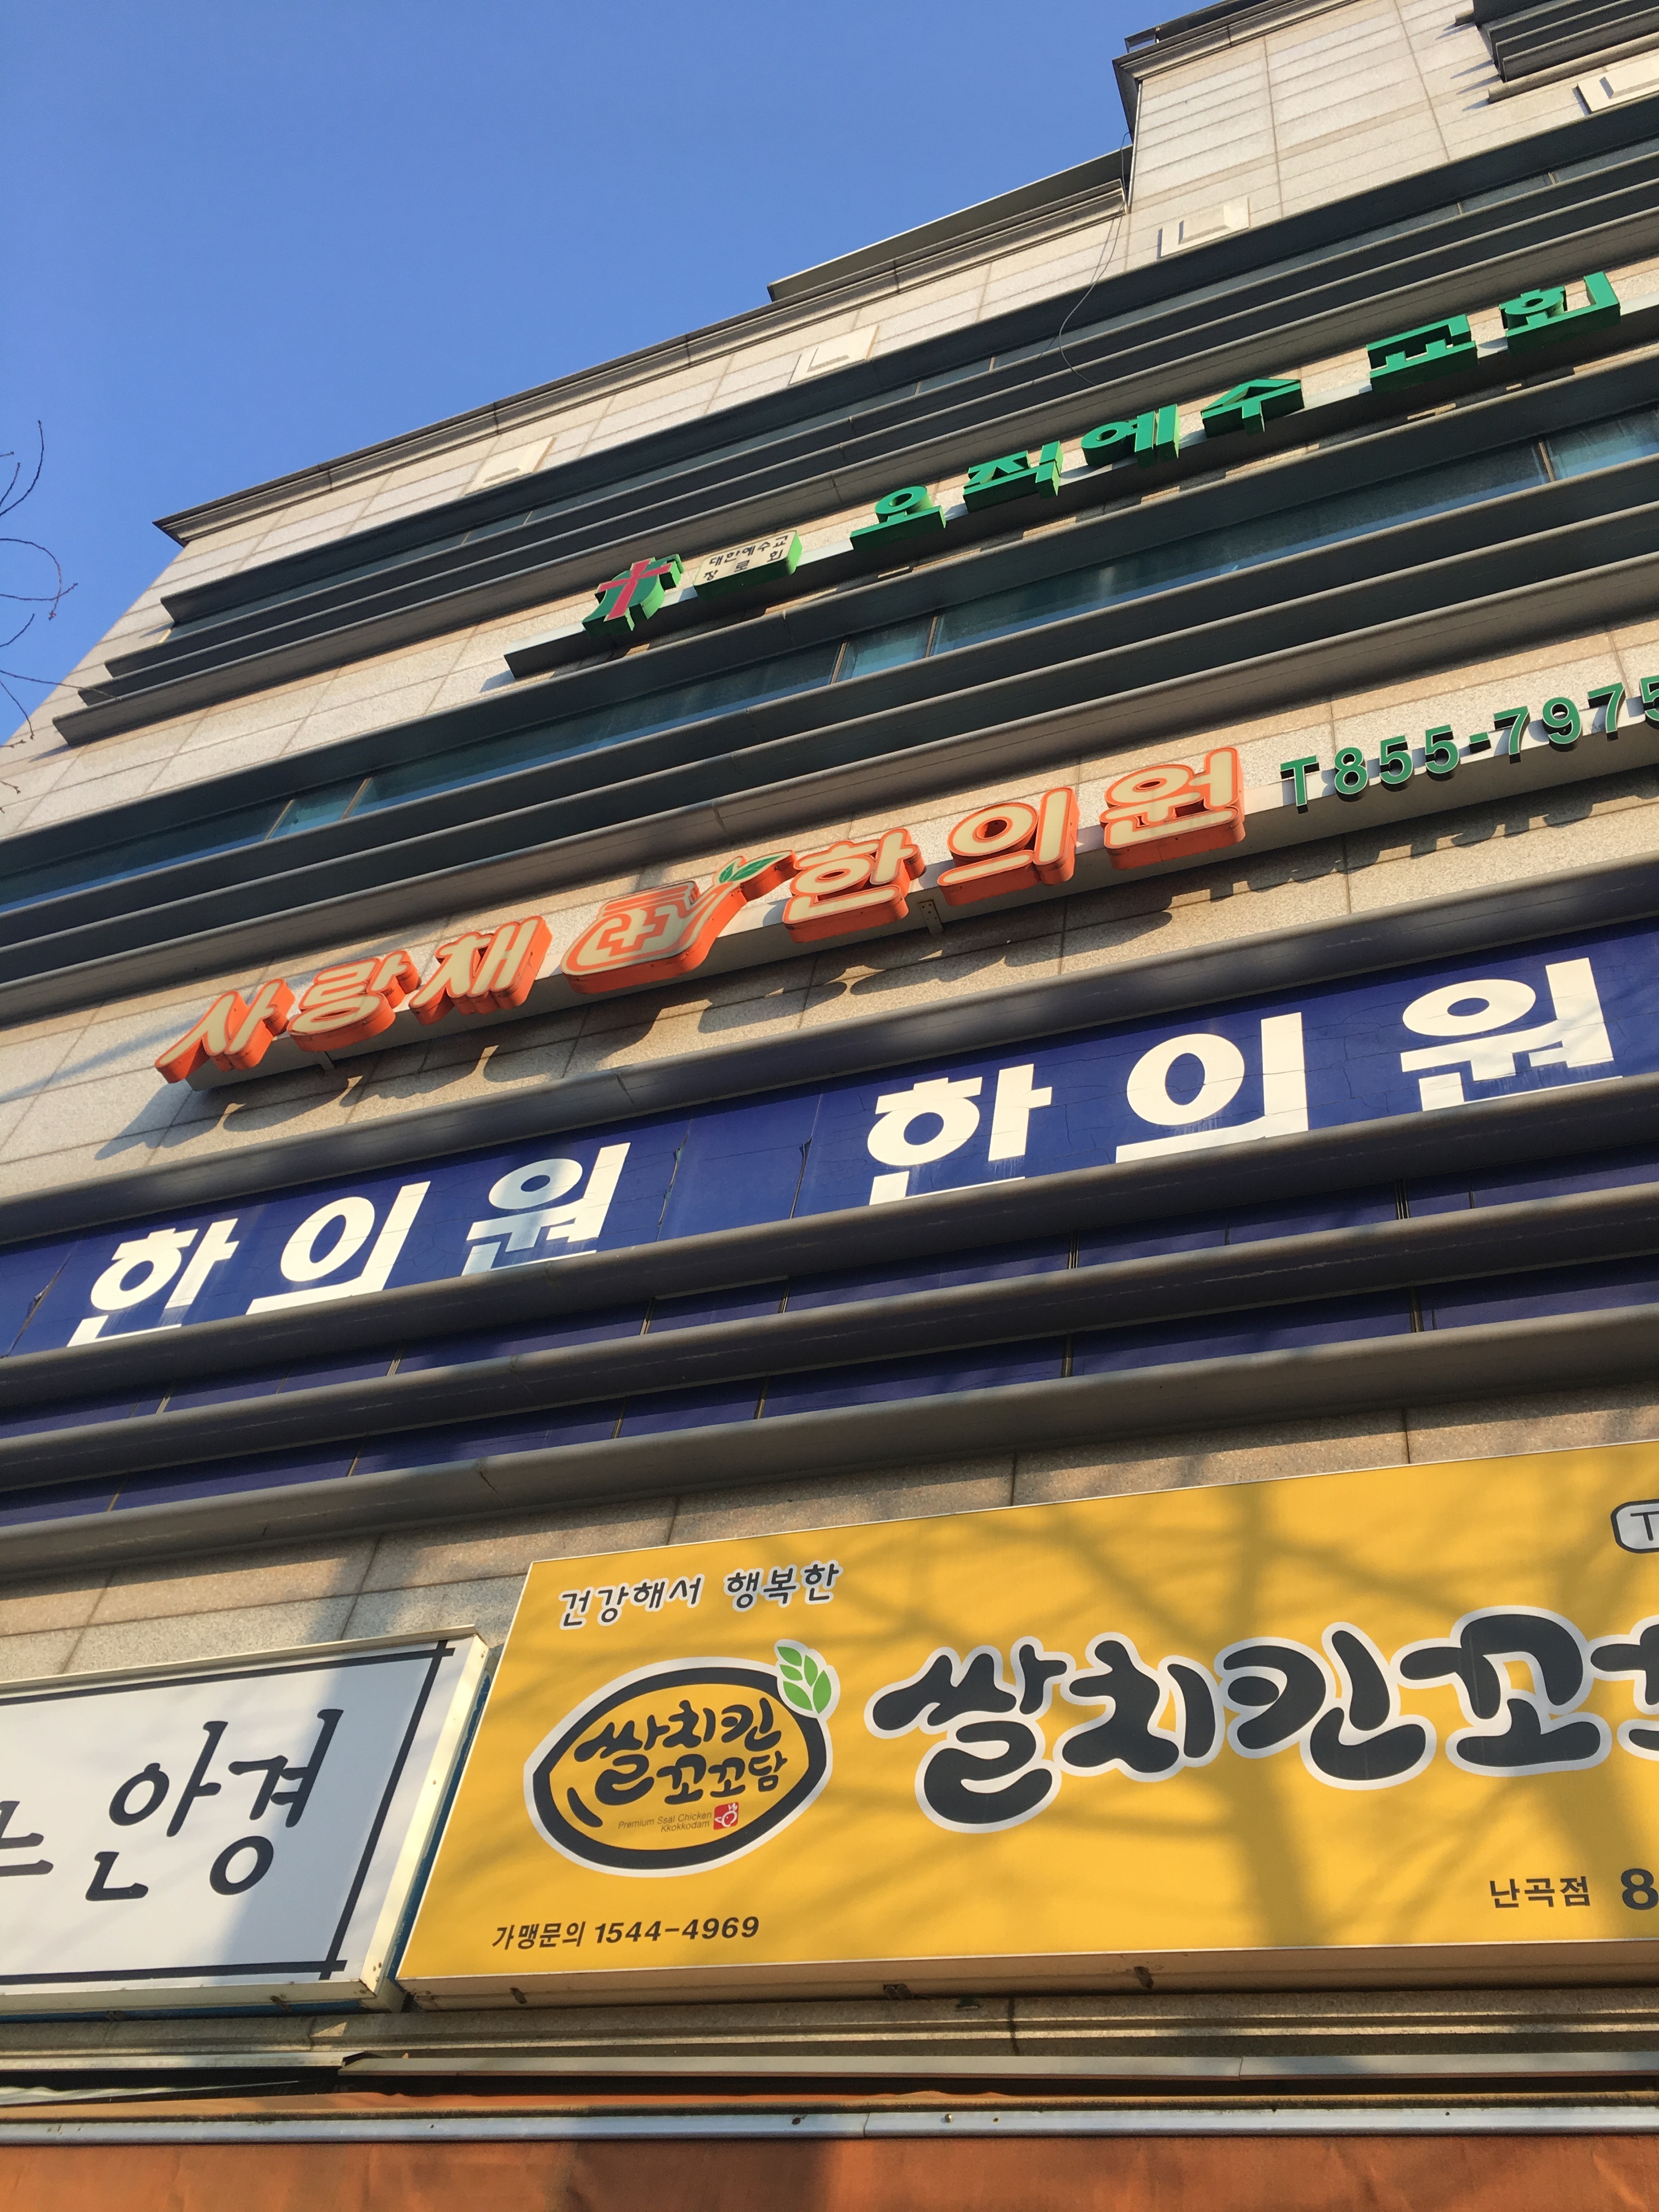 대한예수교
장로회
오직예수교회
사랑채 한의원 T 855-7975
한의원 한의원
건강해서 행복한
쌀치킨
꼬꼬담
Premium Ssal Chicken
Kkokkodam
쌀치킨꼬
가맹문의 1544-4969
난곡점 8
안경